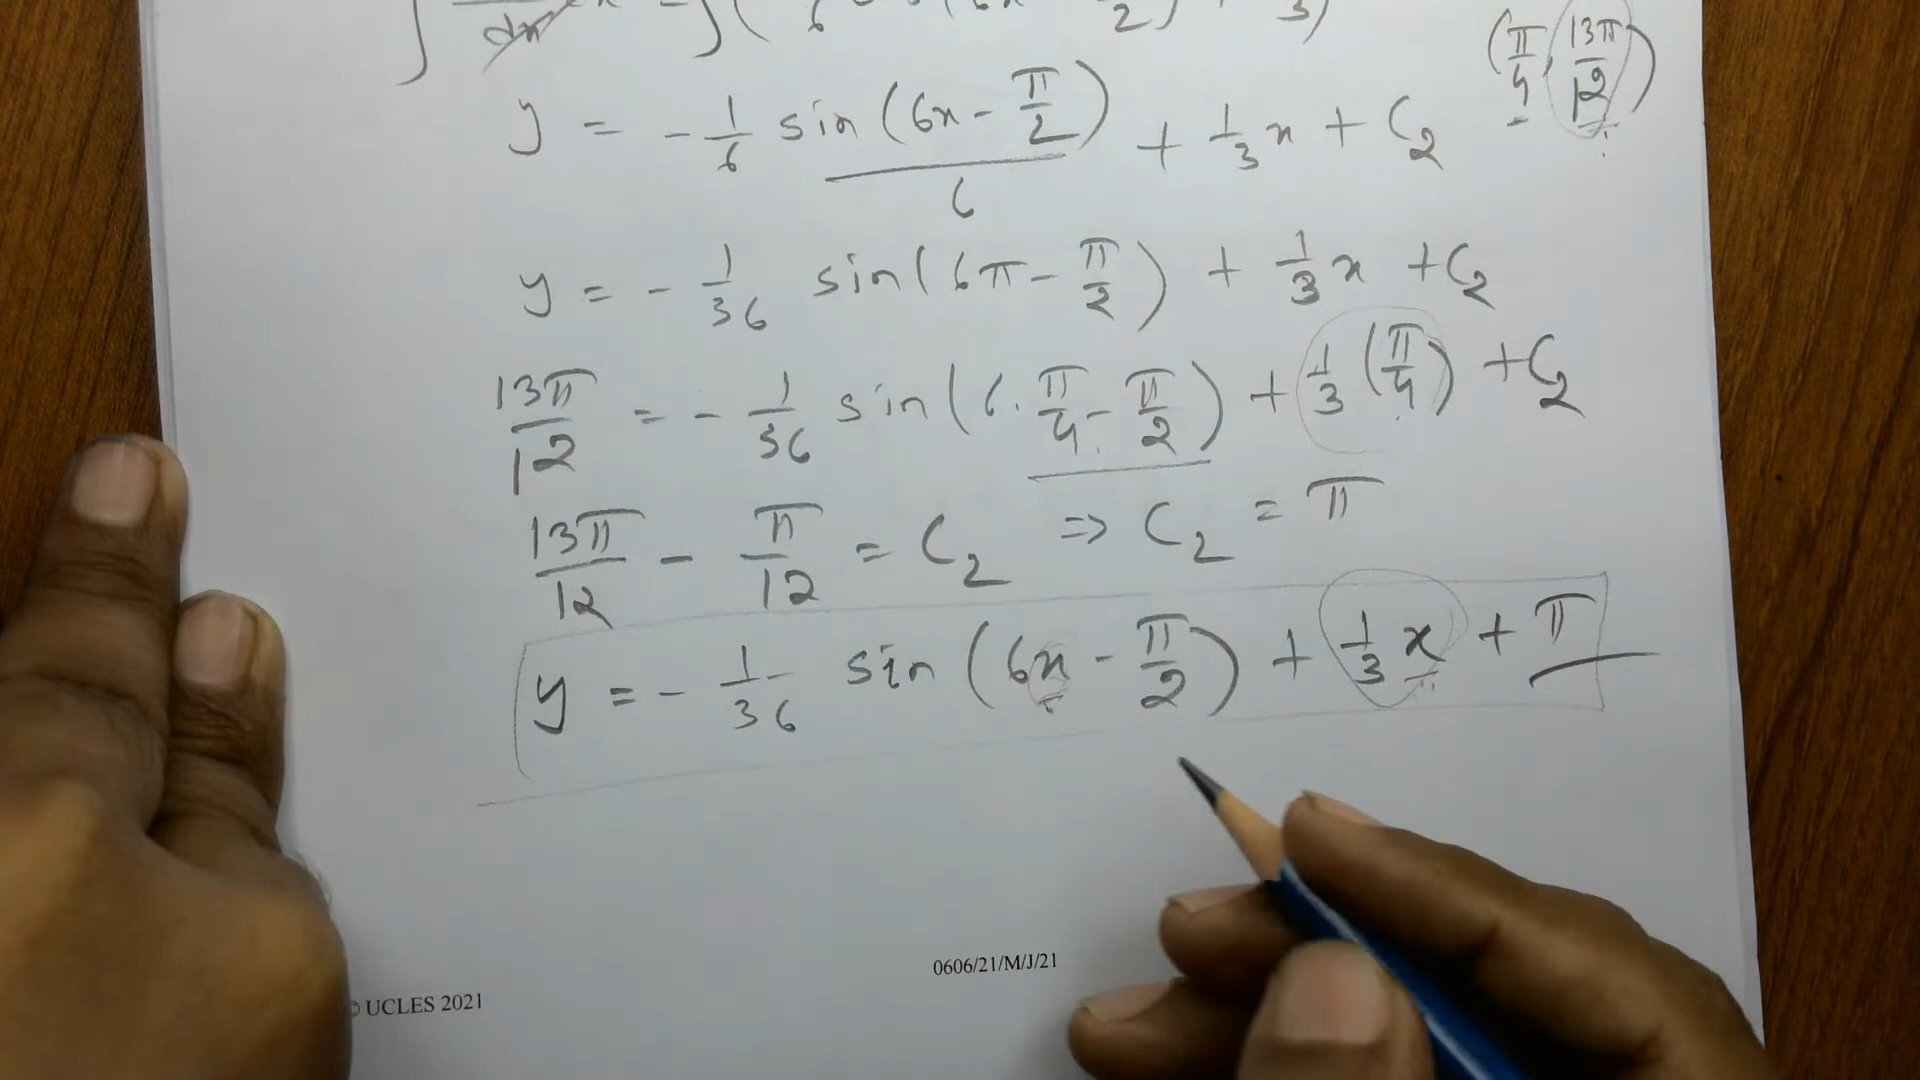 (π/4, 13π/12)
y = - 1/6 sin(6x - π/2)/6 + 1/3 x + C2
y = - 1/36 sin(6π - π/2) + 1/3 x + C2
13π/12 = - 1/36 sin(6. π/4 - π/2) + 1/3 (π/4) + C2
13π/12 - π/12 = C2 => C2 = π
y = - 1/36 sin(6x - π/2) + 1/3 x + π
0606/21/M/J/21
© UCLES 2021